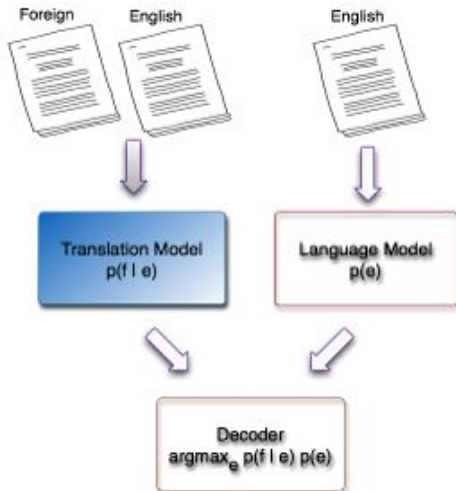 Foreign
English
English
Translation Model
p(f | e)
Language Model
p(e)
Decoder
argmax_e p(f | e) p(e)